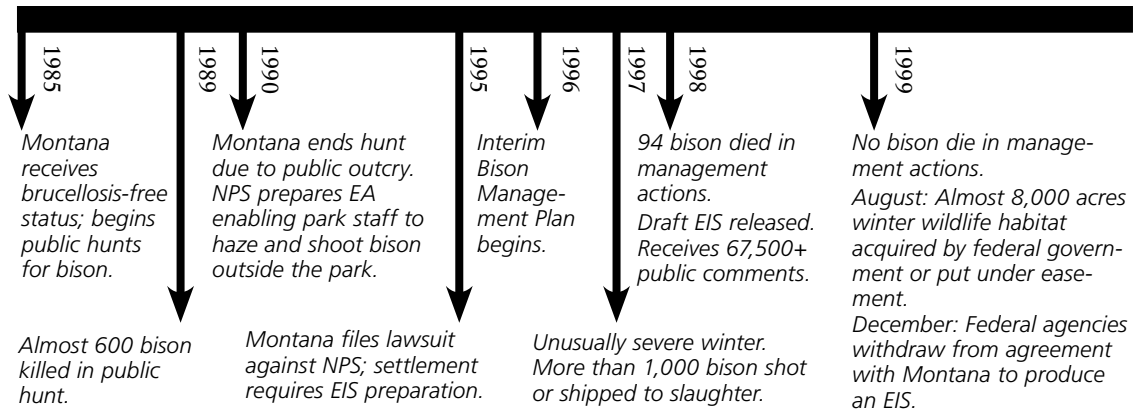 1985
1989
1990
1995
1996
1997
1998
1999
Montana
receives
brucellosis-free
status; begins
public hunts
for bison.
Almost 600 bison
killed in public
hunt.
Montana ends hunt
due to public outcry.
NPS prepares EA
enabling park staff to
haze and shoot bison
outside the park.
Montana files lawsuit
against NPS; settlement
requires EIS preparation.
Interim
Bison
Manage-
ment Plan
begins.
Unusually severe winter.
More than 1,000 bison shot
or shipped to slaughter.
94 bison died in
management
actions.
Draft EIS released.
Receives 67,500+
public comments.
No bison die in manage-
ment actions.
August: Almost 8,000 acres
winter wildlife habitat
acquired by federal govern-
ment or put under ease-
ment.
December: Federal agencies
withdraw from agreement
with Montana to produce
an EIS.